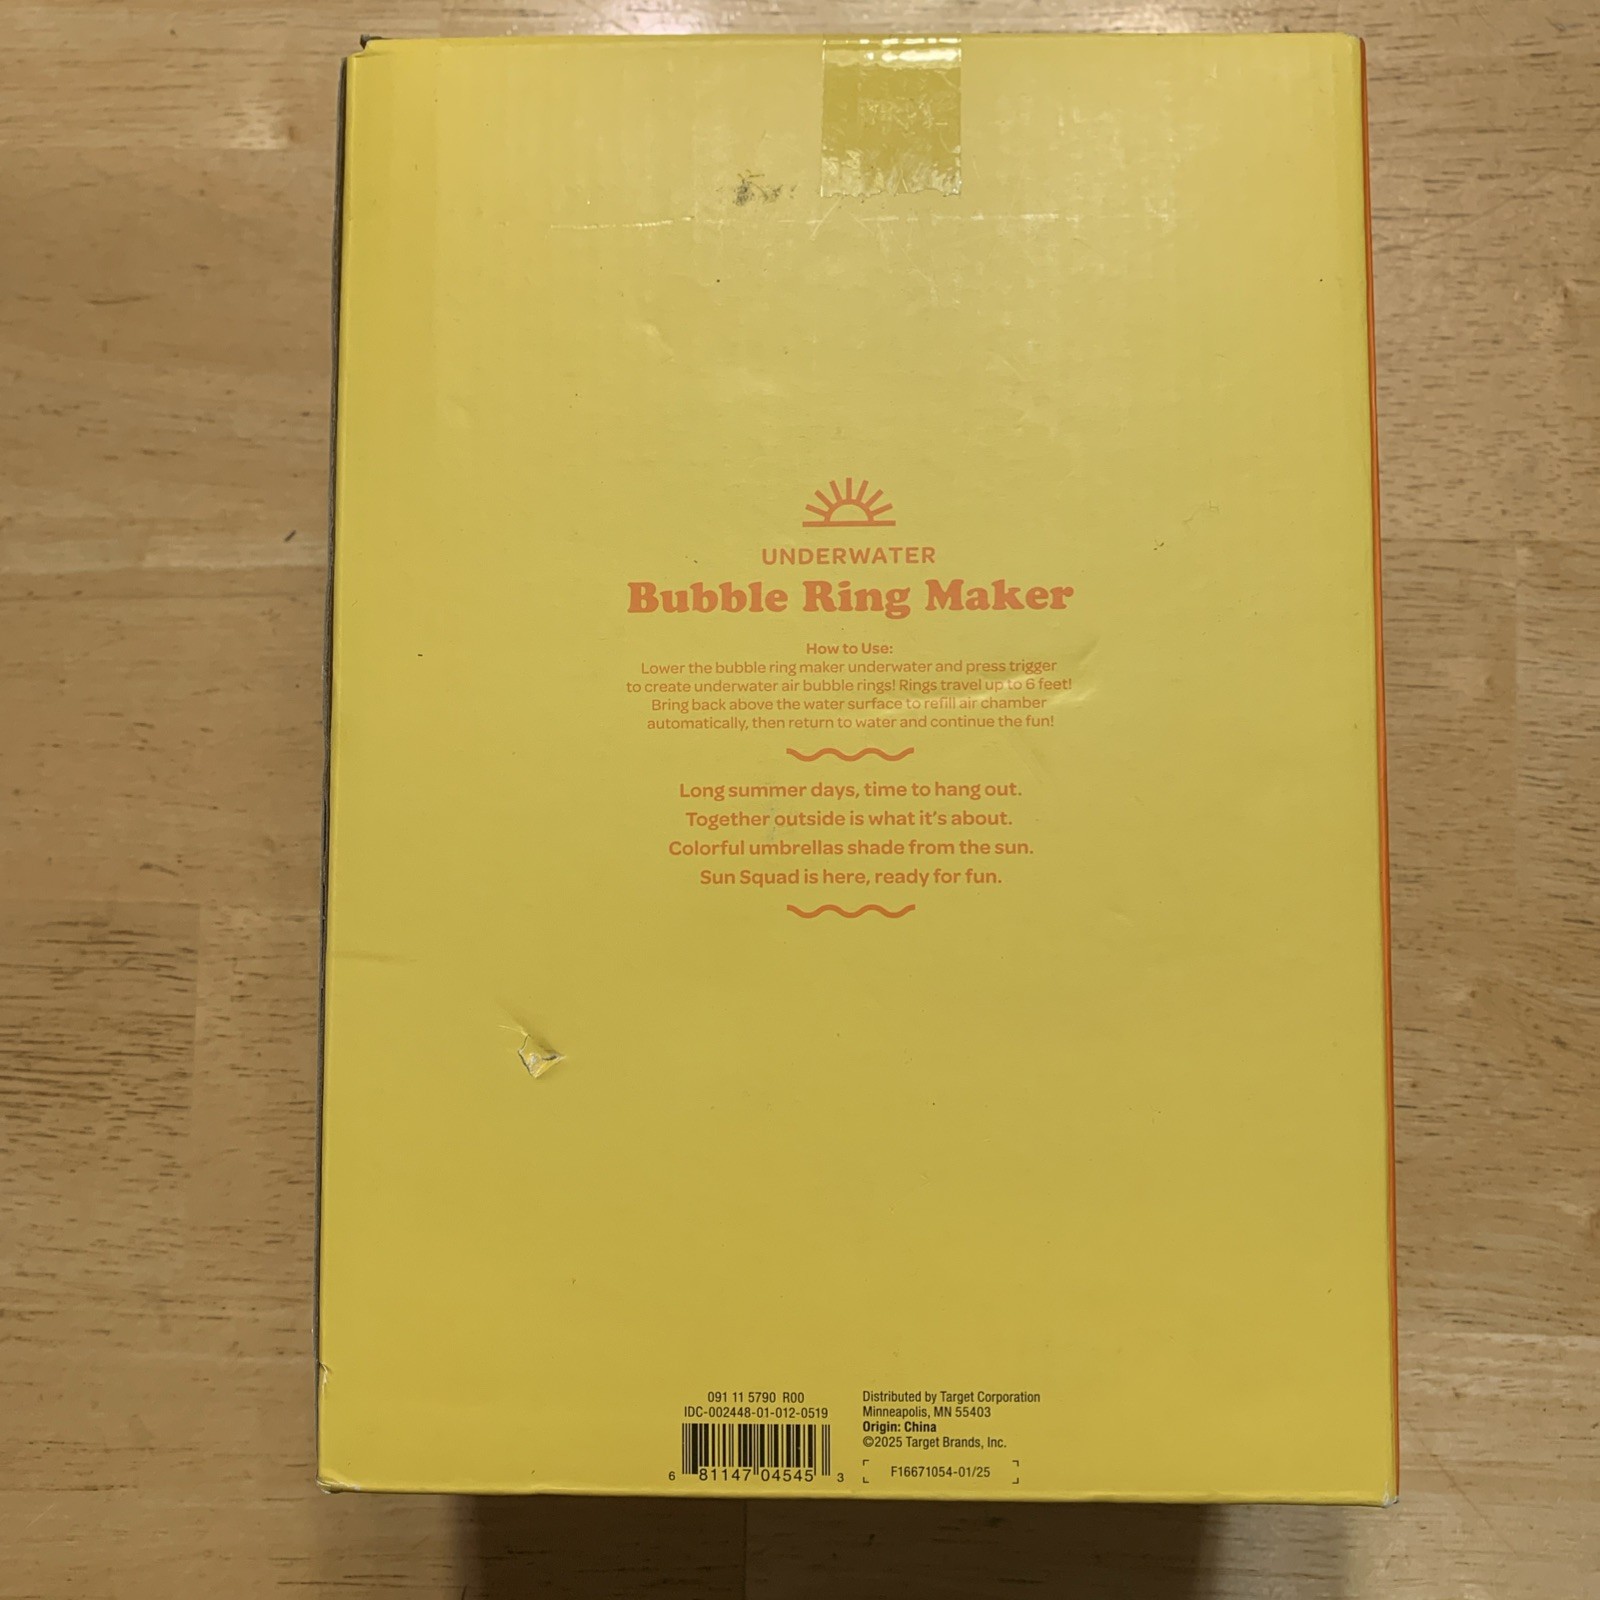 UNDERWATER
Bubble Ring Maker
How to Use:
Lower the bubble ring maker underwater and press trigger
to create underwater air bubble rings! Rings travel up to 6 feet!
Bring back above the water surface to refill air chamber
automatically, then return to water and continue the fun!
Long summer days, time to hang out.
Together outside is what it's about.
Colorful umbrellas shade from the sun.
Sun Squad is here, ready for fun.
091 11 5790 R00
IDC-002448-01-012-0519
6 81147 04545 3
Distributed by Target Corporation
Minneapolis, MN 55403
Origin: China
©2025 Target Brands, Inc.
F16671054-01/25